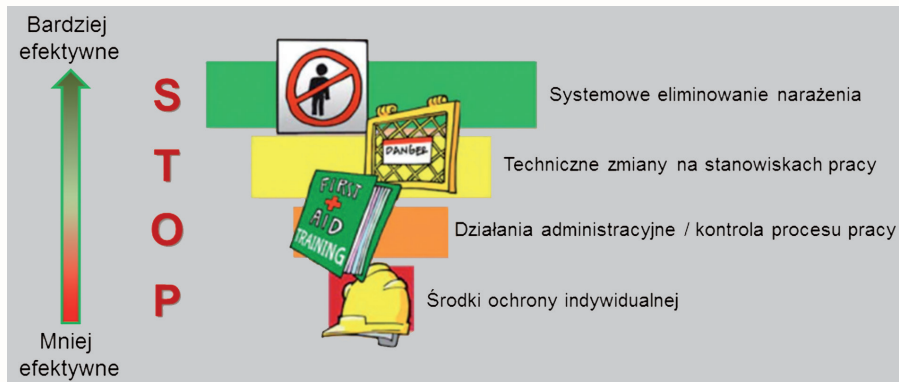 Bardziej
efektywne
S
Systemowe eliminowanie narażenia
DANGER
T
Techniczne zmiany na stanowiskach pracy
FIRST
+
AID
TRAINING
O
Działania administracyjne / kontrola procesu pracy
P
Środki ochrony indywidualnej
Mniej
efektywne